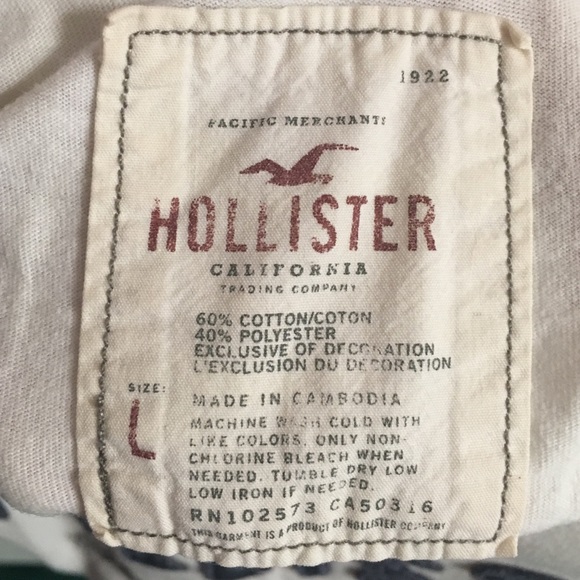 1922
PACIFIC MERCHANTS
HOLLISTER
CALIFORNIA
TRADING COMPANY
60% COTTON/COTON
40% POLYESTER
EXCLUSIVE OF DECORATION
L'EXCLUSION DU DECORATION
SIZE:
L
MADE IN CAMBODIA
MACHINE WASH COLD WITH
LIKE COLORS. ONLY NON-
CHLORINE BLEACH WHEN
NEEDED. TUMBLE DRY LOW
LOW IRON IF NEEDED.
RN102573 CA50316
THIS GARMENT IS A PRODUCT OF HOLLISTER COMPANY